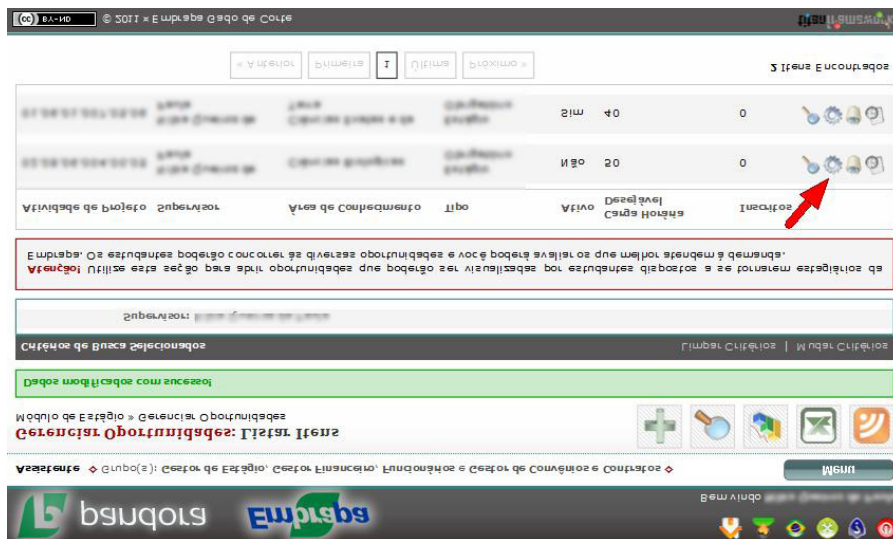 pandora Embrapa
Bem vindo
Assistente ❖ Grupo(s): Gestor de Estágio, Gestor Financeiro, Funcionários e Gestor de Convênios e Contratos ❖ Menu
Gerenciar Oportunidades: Listar Itens
Módulo de Estágio » Gerenciar Oportunidades
Dados modificados com sucesso!
Critérios de Busca Selecionados Limpar Critérios | Mudar Critérios
Supervisor:
Atenção! Utilize esta seção para abrir oportunidades que poderão ser visualizadas por estudantes dispostos a se tornarem estagiários da
Embrapa. Os estudantes poderão concorrer às diversas oportunidades e você poderá avaliar os que melhor atendem à demanda.
Atividade de Projeto Supervisor Área de Conhecimento Tipo Ativo Carga Horária Desejável Inscritos
Não 20 0
Sim 40 0
« Anterior Primeira 1 Última Próximo » 2 Itens Encontrados
(cc) BY-ND © 2011 × Embrapa Gado de Corte titanframework